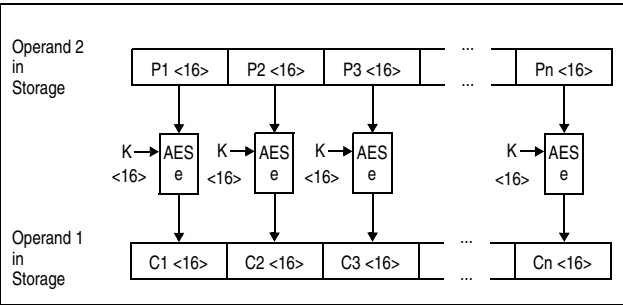 Operand 2
in
Storage
P1 <16> P2 <16> P3 <16> ... Pn <16>
...
K AES K AES K AES K AES
<16> e <16> e <16> e <16> e
Operand 1
in
Storage
...
C1 <16> C2 <16> C3 <16> Cn <16>
...